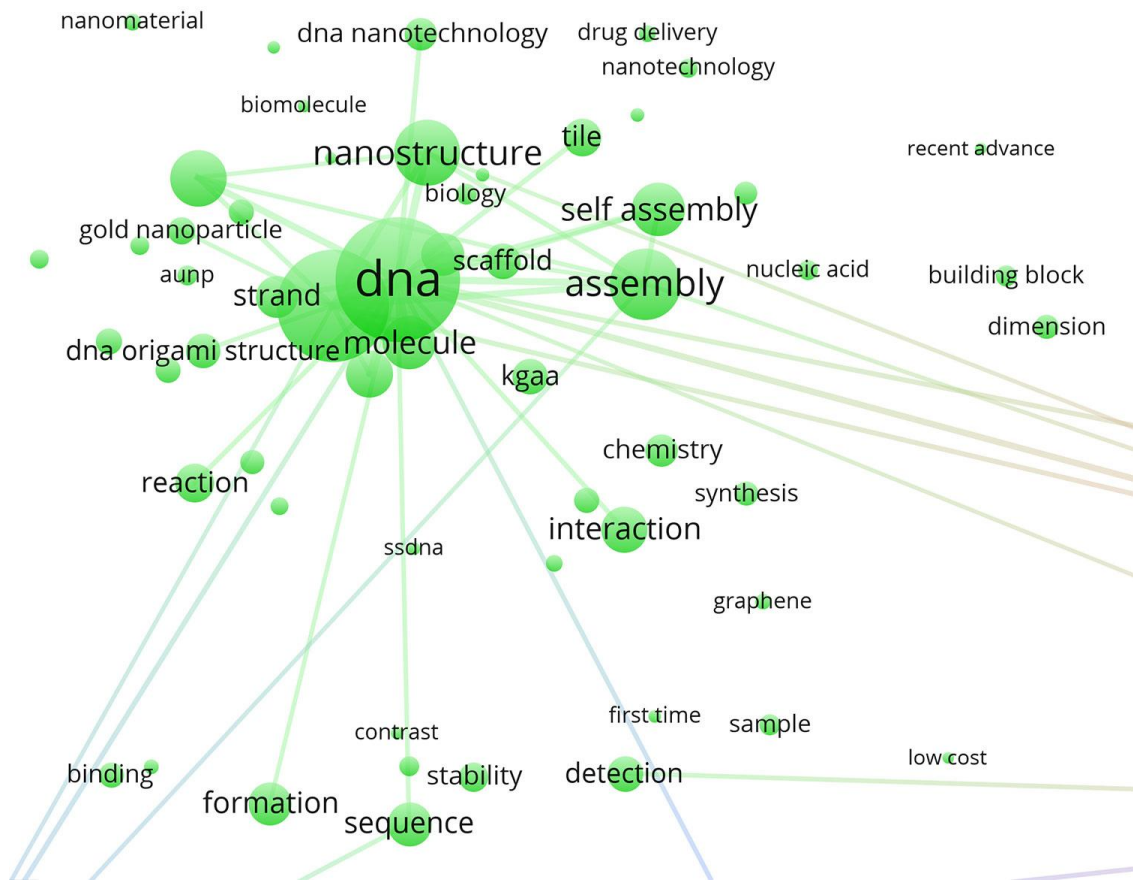 nanomaterial
dna nanotechnology
drug delivery
nanotechnology
biomolecule
tile
recent advance
nanostructure
biology
self assembly
gold nanoparticle
scaffold
nucleic acid
aunp
building block
dna
assembly
strand
dimension
molecule
dna origami structure
kgaa
chemistry
reaction
synthesis
interaction
ssdna
graphene
first time
sample
contrast
low cost
binding
stability
detection
formation
sequence